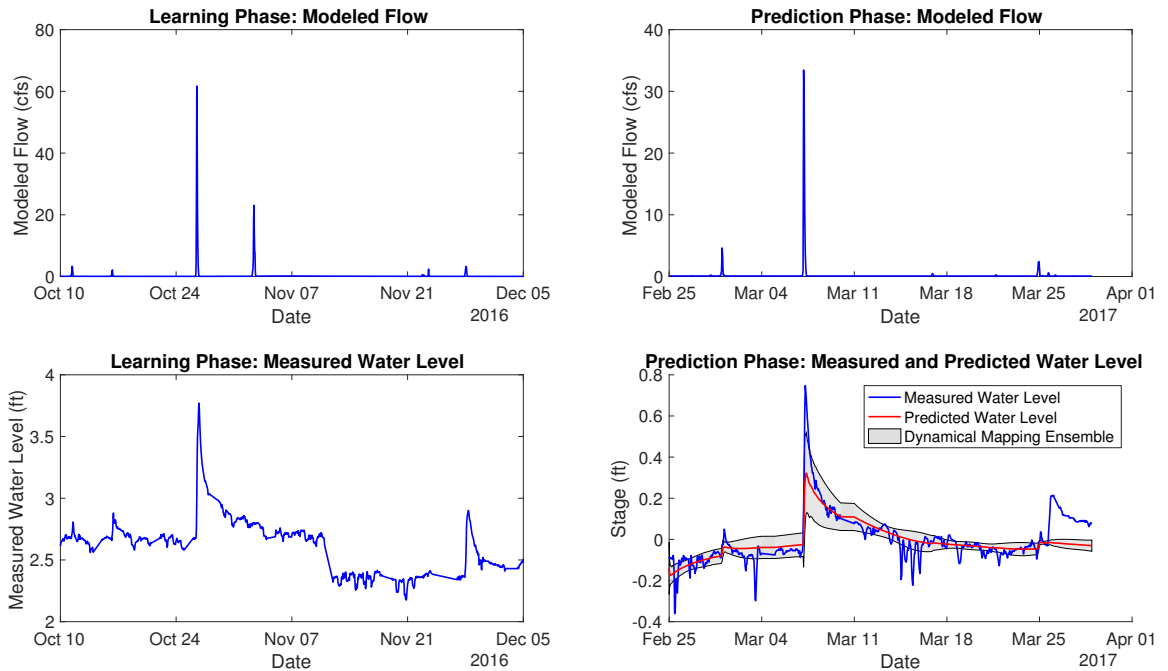 Learning Phase: Modeled Flow
Modeled Flow (cfs)
80
60
40
20
0
Oct 10
Oct 24
Nov 07
Nov 21
Dec 05
Date
2016
Prediction Phase: Modeled Flow
Modeled Flow (cfs)
40
30
20
10
0
Feb 25
Mar 04
Mar 11
Mar 18
Mar 25
Apr 01
Date
2017
Learning Phase: Measured Water Level
Measured Water Level (ft)
4
3.5
3
2.5
2
Oct 10
Oct 24
Nov 07
Nov 21
Dec 05
Date
2016
Prediction Phase: Measured and Predicted Water Level
Stage (ft)
0.8
0.6
0.4
0.2
0
-0.2
-0.4
Measured Water Level
Predicted Water Level
Dynamical Mapping Ensemble
Feb 25
Mar 04
Mar 11
Mar 18
Mar 25
Apr 01
Date
2017